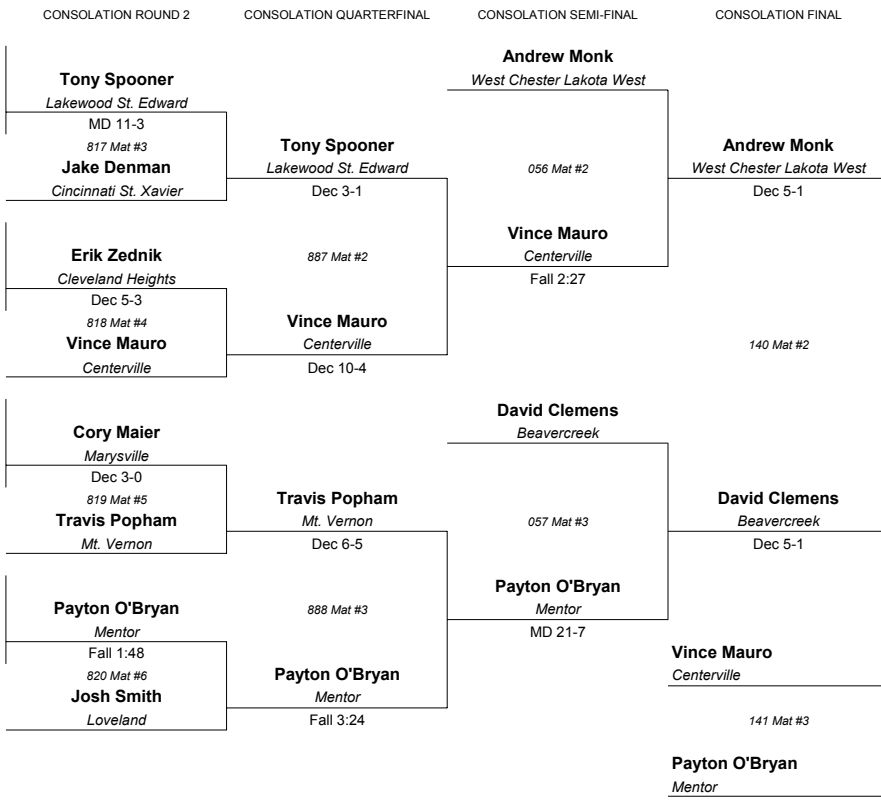 CONSOLATION ROUND 2
CONSOLATION QUARTERFINAL
CONSOLATION SEMI-FINAL
CONSOLATION FINAL
Tony Spooner
Lakewood St. Edward
MD 11-3
817 Mat #3
Jake Denman
Cincinnati St. Xavier
Erik Zednik
Cleveland Heights
Dec 5-3
818 Mat #4
Vince Mauro
Centerville
Cory Maier
Marysville
Dec 3-0
819 Mat #5
Travis Popham
Mt. Vernon
Payton O'Bryan
Mentor
Fall 1:48
820 Mat #6
Josh Smith
Loveland
Tony Spooner
Lakewood St. Edward
Dec 3-1
887 Mat #2
Vince Mauro
Centerville
Dec 10-4
Travis Popham
Mt. Vernon
Dec 6-5
888 Mat #3
Payton O'Bryan
Mentor
Fall 3:24
Andrew Monk
West Chester Lakota West
056 Mat #2
Vince Mauro
Centerville
Fall 2:27
David Clemens
Beavercreek
057 Mat #3
Payton O'Bryan
Mentor
MD 21-7
Andrew Monk
West Chester Lakota West
Dec 5-1
140 Mat #2
David Clemens
Beavercreek
Dec 5-1
Vince Mauro
Centerville
141 Mat #3
Payton O'Bryan
Mentor